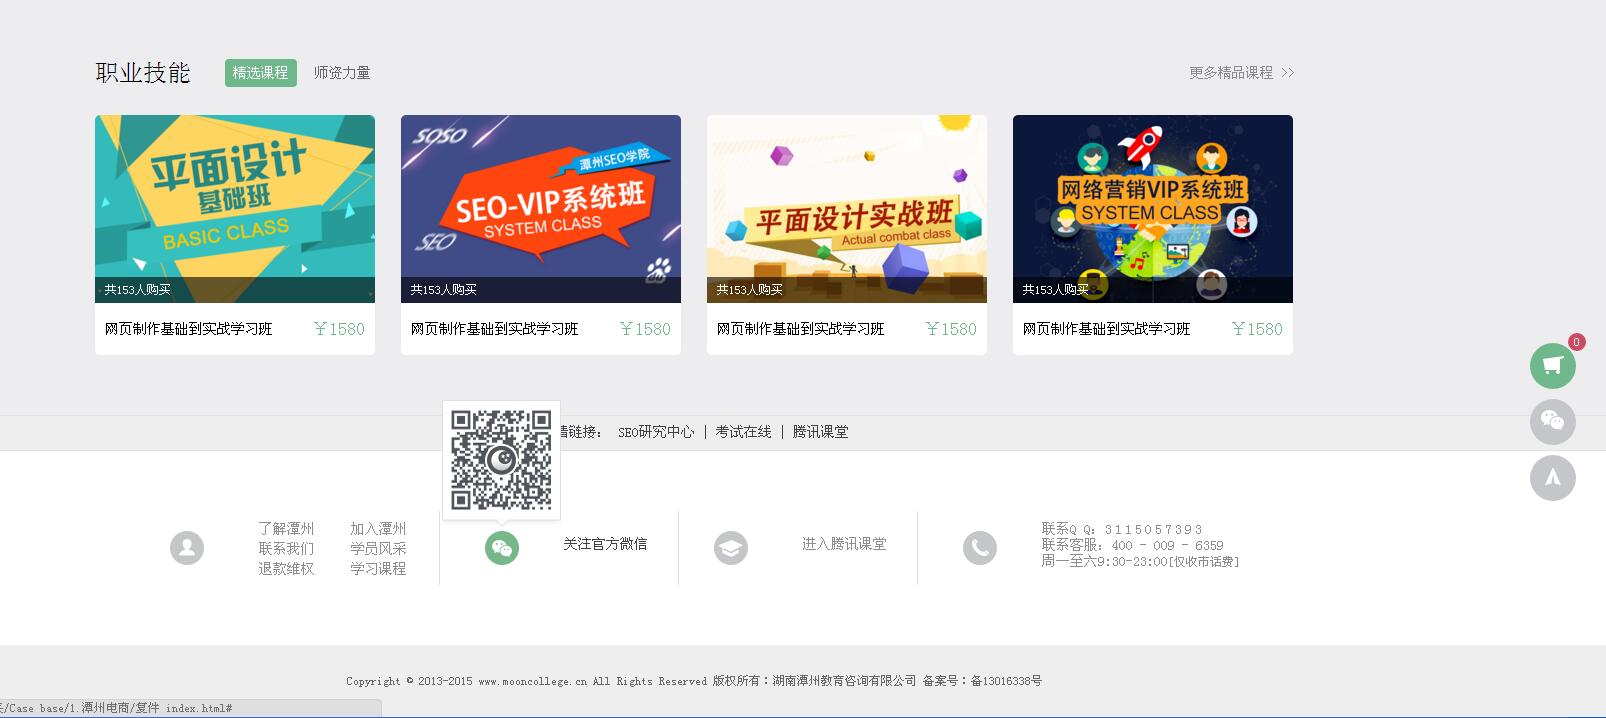 职业技能 精选课程 师资力量 更多精品课程 >>
平面设计
基础班
BASIC CLASS
共153人购买
网页制作基础到实战学习班 ￥1580
SOSO
潭州SEO学院
SEO-VIP系统班
SYSTEM CLASS
SEO
共153人购买
网页制作基础到实战学习班 ￥1580
平面设计实战班
Actual combat class
共153人购买
网页制作基础到实战学习班 ￥1580
网络营销VIP系统班
SYSTEM CLASS
共153人购买
网页制作基础到实战学习班 ￥1580
0
情链接： SEO研究中心 | 考试在线 | 腾讯课堂
了解潭州 加入潭州
联系我们 学员风采
退款维权 学习课程
关注官方微信
进入腾讯课堂
联系Q Q：3115057393
联系客服：400 - 009 - 6359
周一至六9:30-23:00[仅收市话费]
Copyright © 2013-2015 www.mooncollege.cn All Rights Reserved 版权所有：湖南潭州教育咨询有限公司 备案号：备13016338号
/Case base/1.潭州电商/复件 index.html#